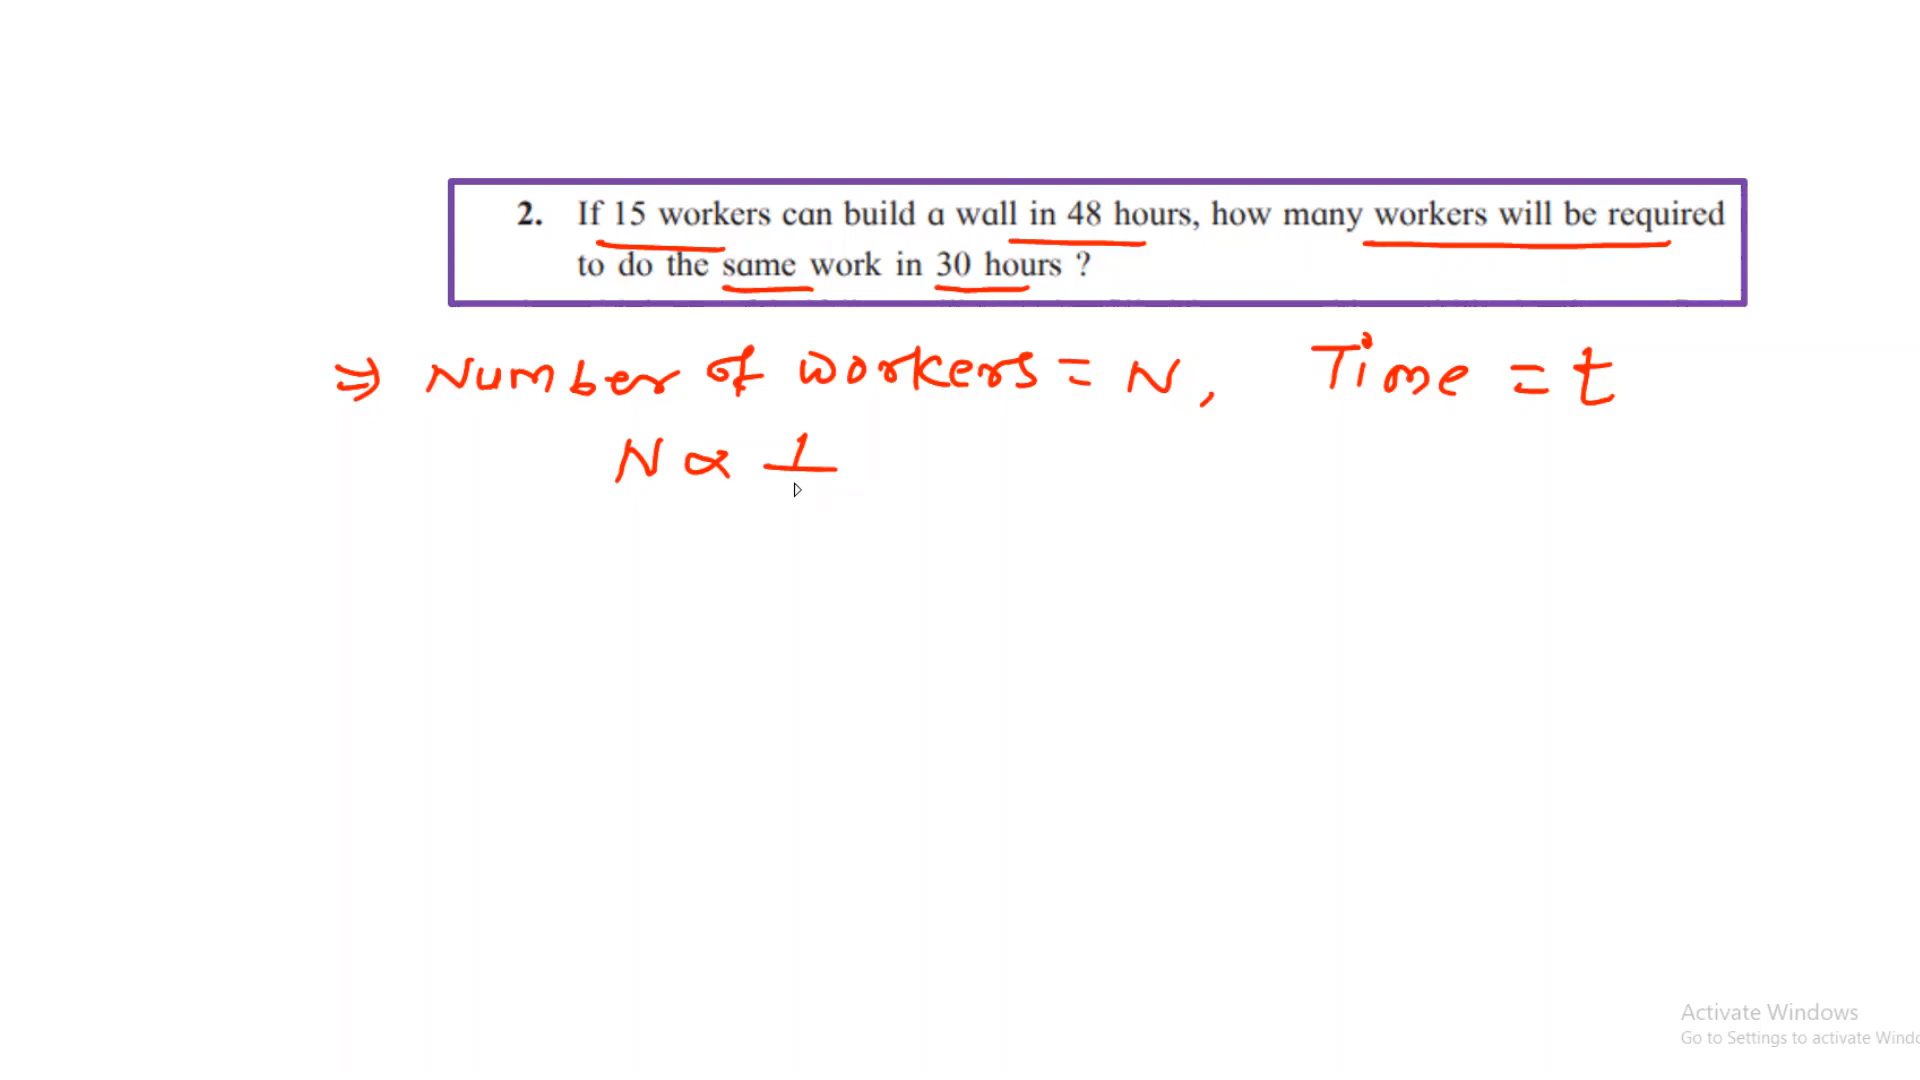 2. If 15 workers can build a wall in 48 hours, how many workers will be required
to do the same work in 30 hours ?
⇒ Number of workers = N, Time = t
N ∝ 1
Activate Windows
Go to Settings to activate Windo